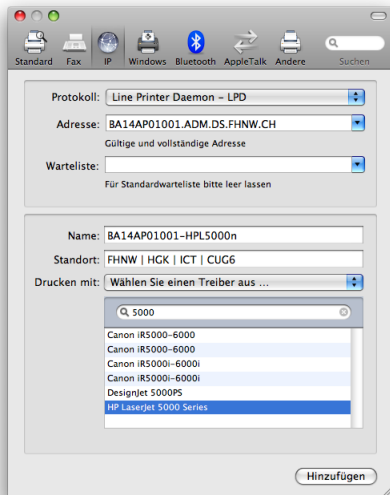 Standard Fax IP Windows Bluetooth AppleTalk Andere Suchen
Protokoll: Line Printer Daemon – LPD
Adresse: BA14AP01001.ADM.DS.FHNW.CH
Gültige und vollständige Adresse
Warteliste:
Für Standardwarteliste bitte leer lassen
Name: BA14AP01001-HPL5000n
Standort: FHNW | HGK | ICT | CUG6
Drucken mit: Wählen Sie einen Treiber aus ...
5000
Canon iR5000-6000
Canon iR5000-6000
Canon iR5000i-6000i
Canon iR5000i-6000i
DesignJet 5000PS
HP LaserJet 5000 Series
Hinzufügen